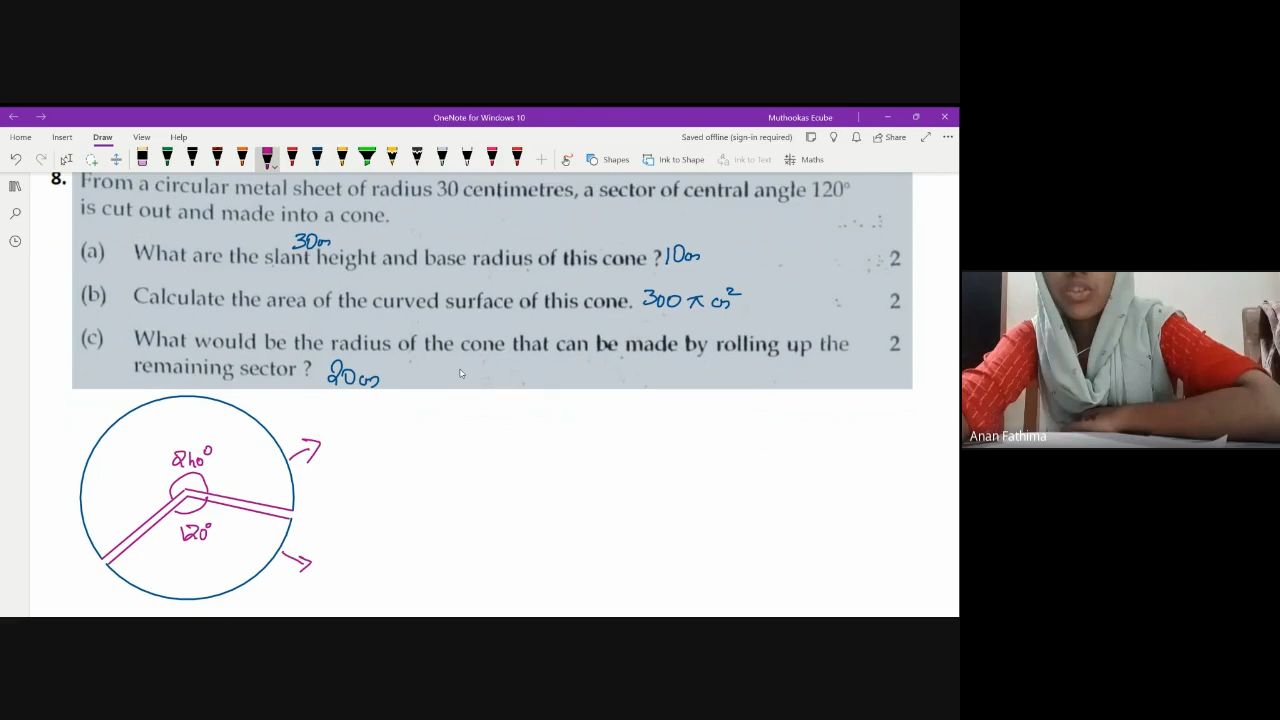 OneNote for Windows 10
Muthookas Ecube
Home Insert Draw View Help
Saved offline (sign-in required)
Share
Shapes
Ink to Shape
Ink to Text
Maths
8. From a circular metal sheet of radius 30 centimetres, a sector of central angle 120°
is cut out and made into a cone.
30cm
(a) What are the slant height and base radius of this cone ? 10cm 2
(b) Calculate the area of the curved surface of this cone. 300 π cm² 2
(c) What would be the radius of the cone that can be made by rolling up the 2
remaining sector ? 20cm
240°
120°
Anan Fathima